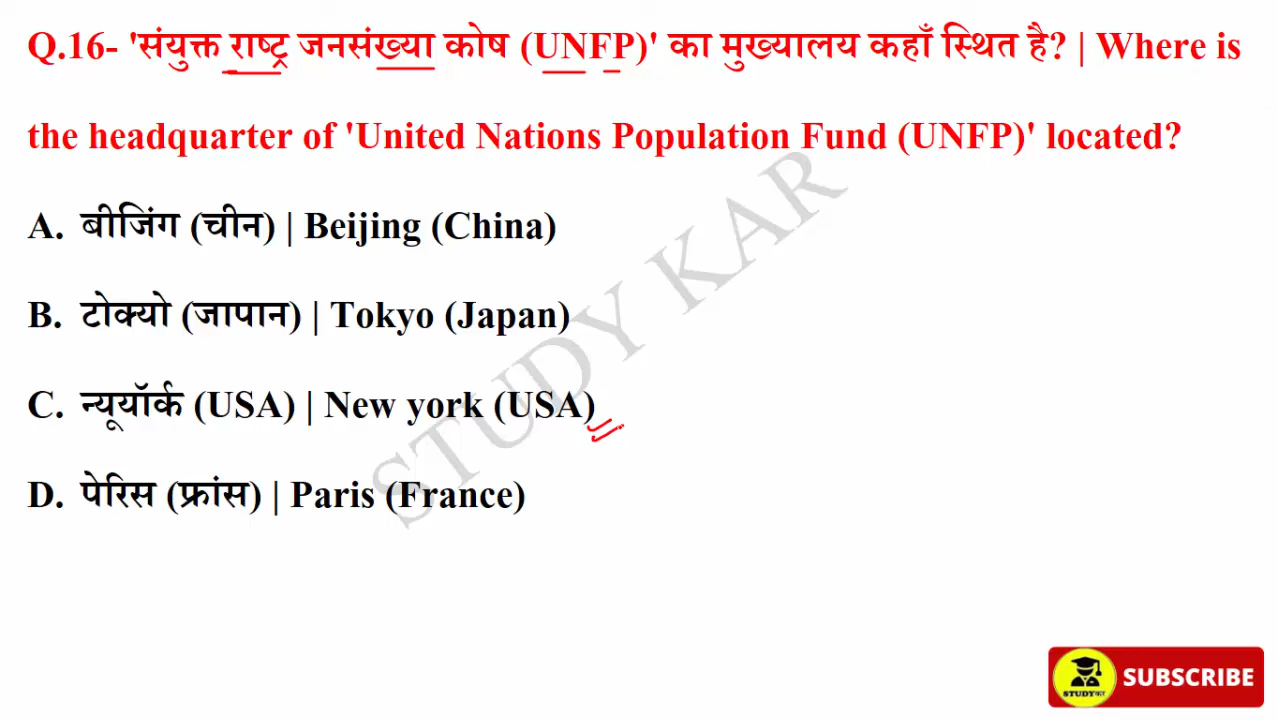 Q.16- 'संयुक्त राष्ट्र जनसंख्या कोष (UNFP)' का मुख्यालय कहाँ स्थित है? | Where is
the headquarter of 'United Nations Population Fund (UNFP)' located?
A. बीजिंग (चीन) | Beijing (China)
B. टोक्यो (जापान) | Tokyo (Japan)
C. न्यूयॉर्क (USA) | New york (USA)
D. पेरिस (फ्रांस) | Paris (France)
STUDY KAR
STUDYकर
SUBSCRIBE